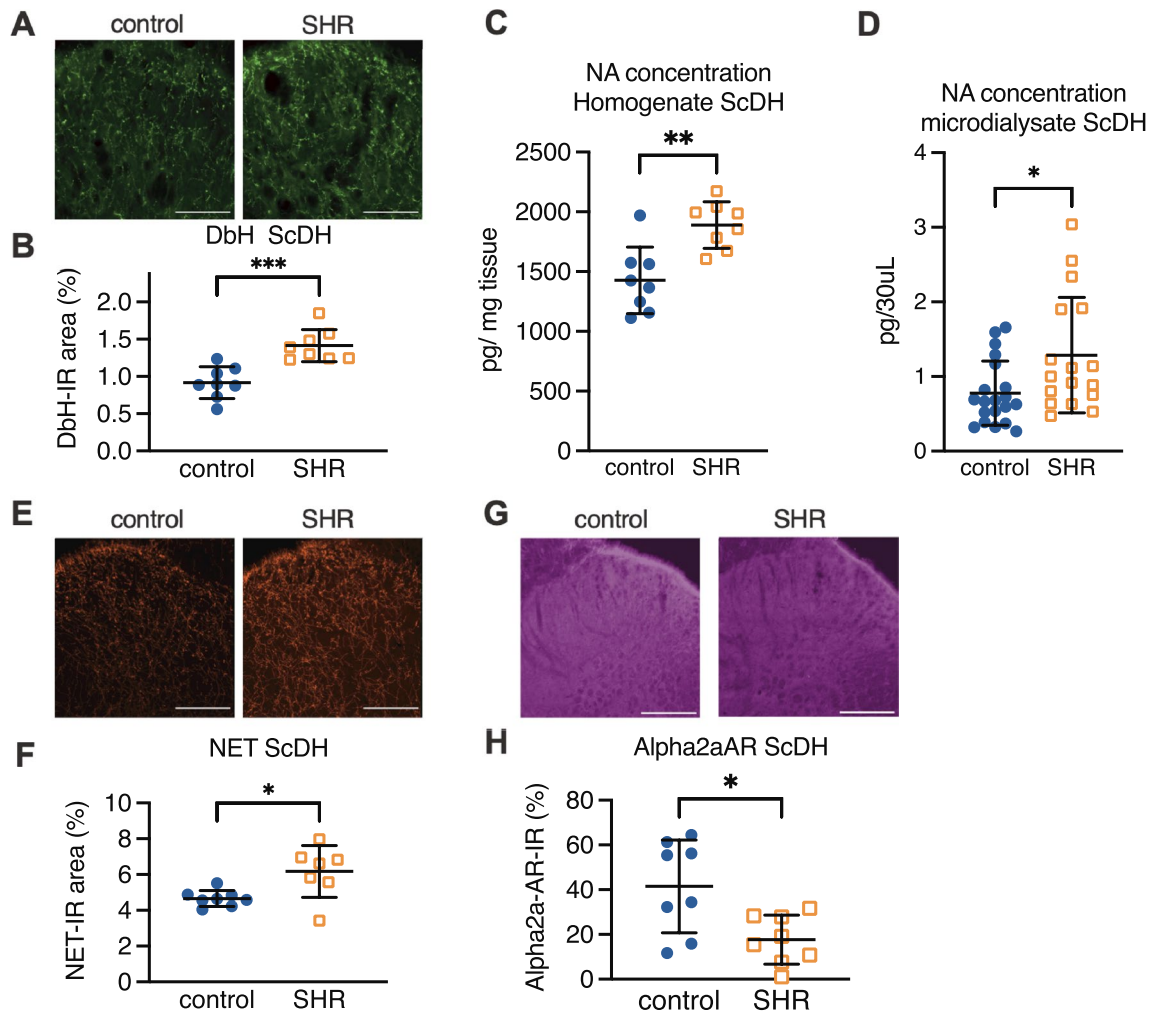 A
control
SHR
DbH ScDH
B
***
DbH-IR area (%)
2.0
1.5
1.0
0.5
0.0
control
SHR
C
NA concentration
Homogenate ScDH
**
pg/ mg tissue
2500
2000
1500
1000
500
0
control
SHR
D
NA concentration
microdialysate ScDH
*
pg/30uL
4
3
2
1
0
control
SHR
E
control
SHR
NET ScDH
F
*
NET-IR area (%)
10
8
6
4
2
0
control
SHR
G
control
SHR
Alpha2aAR ScDH
H
*
Alpha2a-AR-IR (%)
80
60
40
20
0
control
SHR